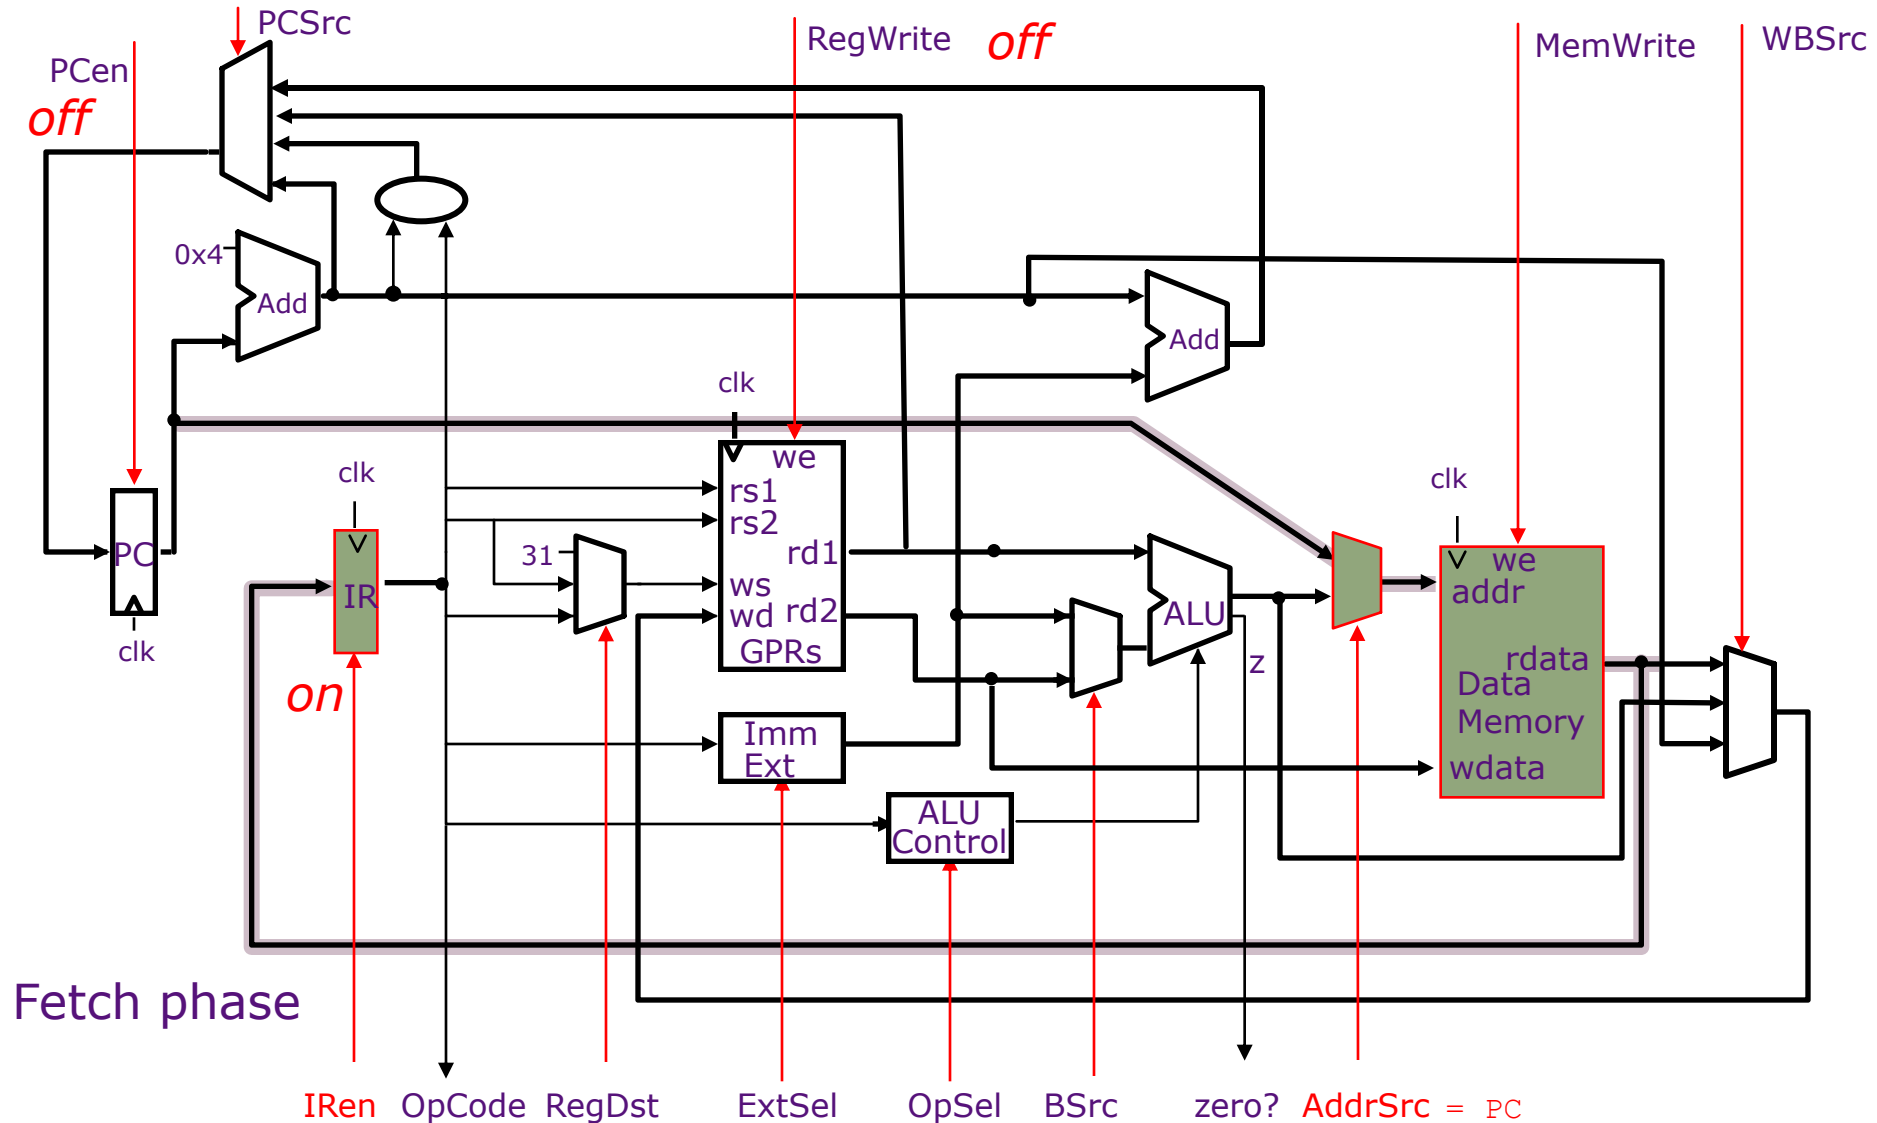 PCSrc
RegWrite off
MemWrite
WBSrc
PCen
off
0x4
Add
Add
clk
clk
clk
we
rs1
rs2
rd1
31
ws
wd rd2
GPRs
PC
clk
IR
on
ALU
z
we
addr
rdata
Data
Memory
wdata
Imm
Ext
ALU
Control
Fetch phase
IRen OpCode RegDst ExtSel OpSel BSrc zero? AddrSrc = PC